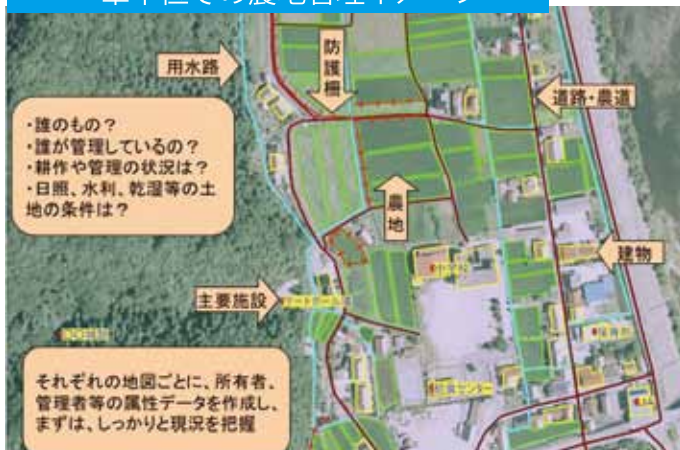 用水路
防護柵
道路・農道
・誰のもの？
・誰が管理しているの？
・耕作や管理の状況は？
・日照、水利、乾湿等の土
地の条件は？
農地
建物
主要施設
それぞれの地図ごとに、所有者、
管理者等の属性データを作成し、
まずは、しっかりと現況を把握